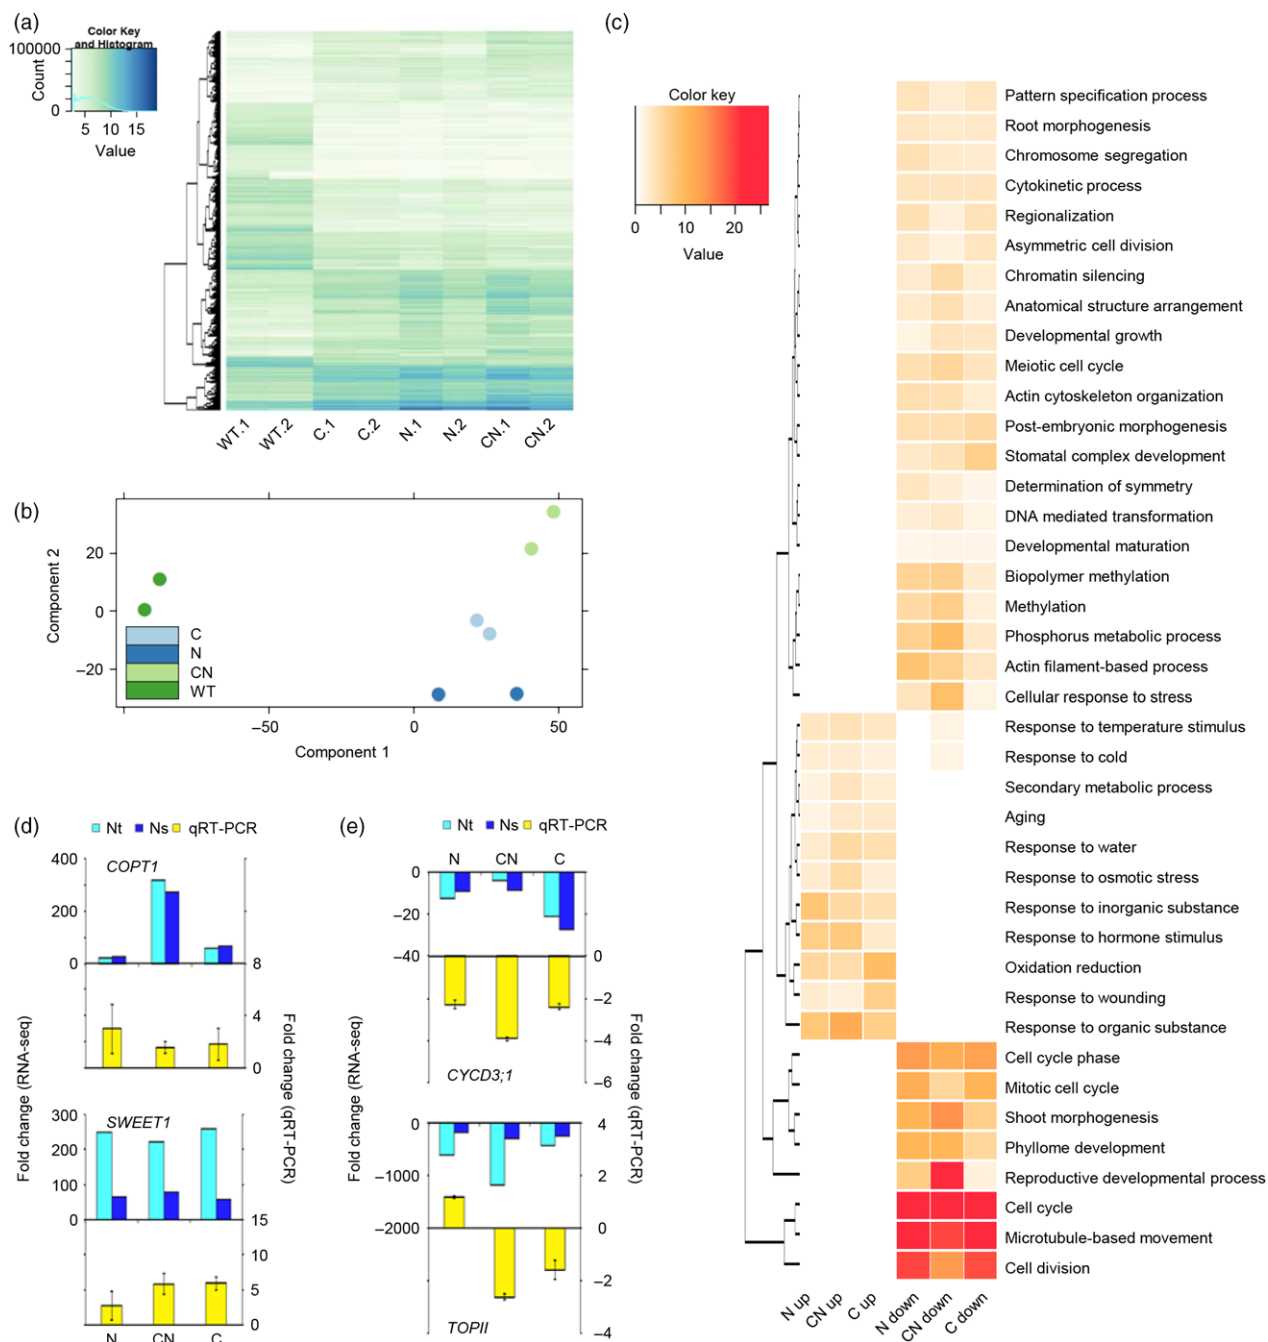 (a)
Color Key
and Histogram
100000
Count
0
5 10 15
Value
WT.1 WT.2 C.1 C.2 N.1 N.2 CN.1 CN.2
(b)
Component 2
20
0
−20
C
N
CN
WT
−50 0 50
Component 1
(c)
Color key
0 10 20
Value
Pattern specification process
Root morphogenesis
Chromosome segregation
Cytokinetic process
Regionalization
Asymmetric cell division
Chromatin silencing
Anatomical structure arrangement
Developmental growth
Meiotic cell cycle
Actin cytoskeleton organization
Post-embryonic morphogenesis
Stomatal complex development
Determination of symmetry
DNA mediated transformation
Developmental maturation
Biopolymer methylation
Methylation
Phosphorus metabolic process
Actin filament-based process
Cellular response to stress
Response to temperature stimulus
Response to cold
Secondary metabolic process
Aging
Response to water
Response to osmotic stress
Response to inorganic substance
Response to hormone stimulus
Oxidation reduction
Response to wounding
Response to organic substance
Cell cycle phase
Mitotic cell cycle
Shoot morphogenesis
Phyllome development
Reproductive developmental process
Cell cycle
Microtubule-based movement
Cell division
N up CN up C up N down CN down C down
(d)
Nt Ns qRT-PCR
COPT1
400
200
0
8
4
0
Fold change (RNA-seq)
Fold change (qRT-PCR)
SWEET1
300
200
100
0
15
10
5
0
N CN C
(e)
Nt Ns qRT-PCR
N CN C
0
−20
−40
0
−2
−4
−6
CYCD3;1
Fold change (RNA-seq)
Fold change (qRT-PCR)
0
−1000
−2000
4
2
0
−2
−4
TOPII